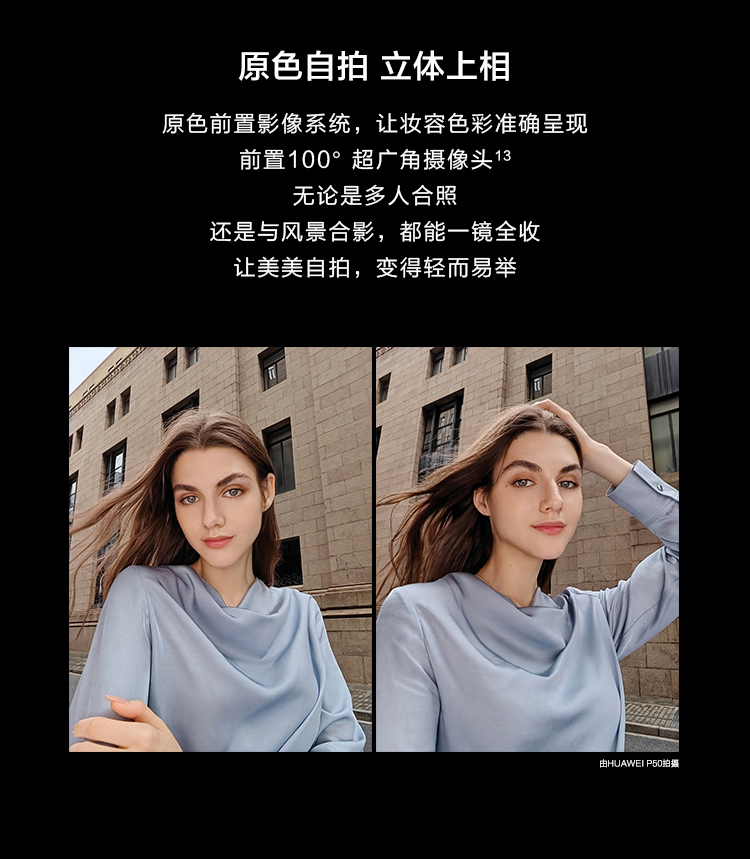 原色自拍 立体上相
原色前置影像系统，让妆容色彩准确呈现
前置100° 超广角摄像头13
无论是多人合照
还是与风景合影，都能一镜全收
让美美自拍，变得轻而易举
由HUAWEI P50拍摄